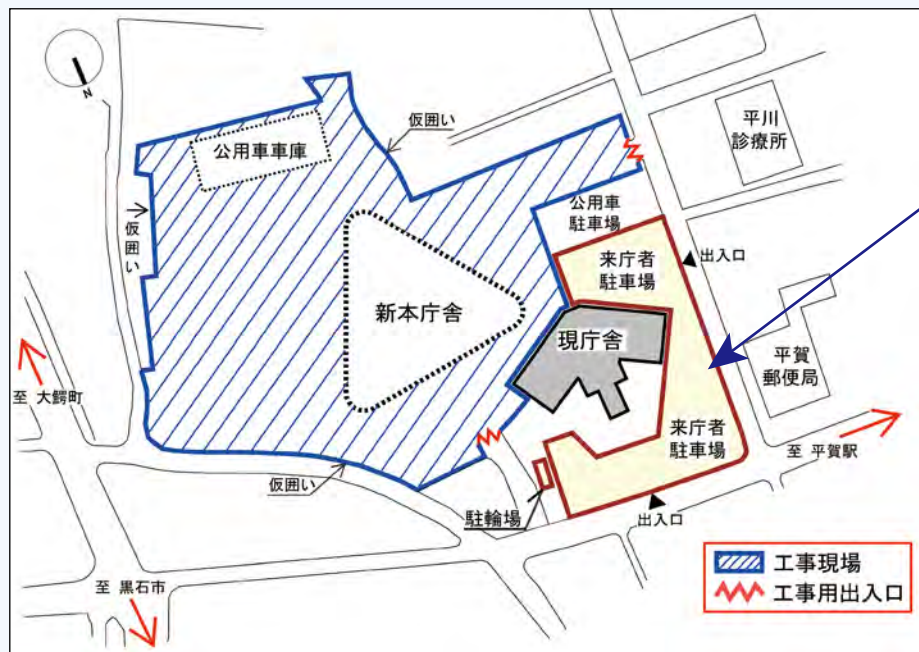 N
公用車車庫
仮囲い
平川
診療所
仮囲い
公用車
駐車場
来庁者
駐車場
出入口
新本庁舎
現庁舎
平賀
郵便局
至 大鰐町
来庁者
駐車場
至 平賀駅
仮囲い
駐輪場
出入口
至 黒石市
工事現場
工事用出入口